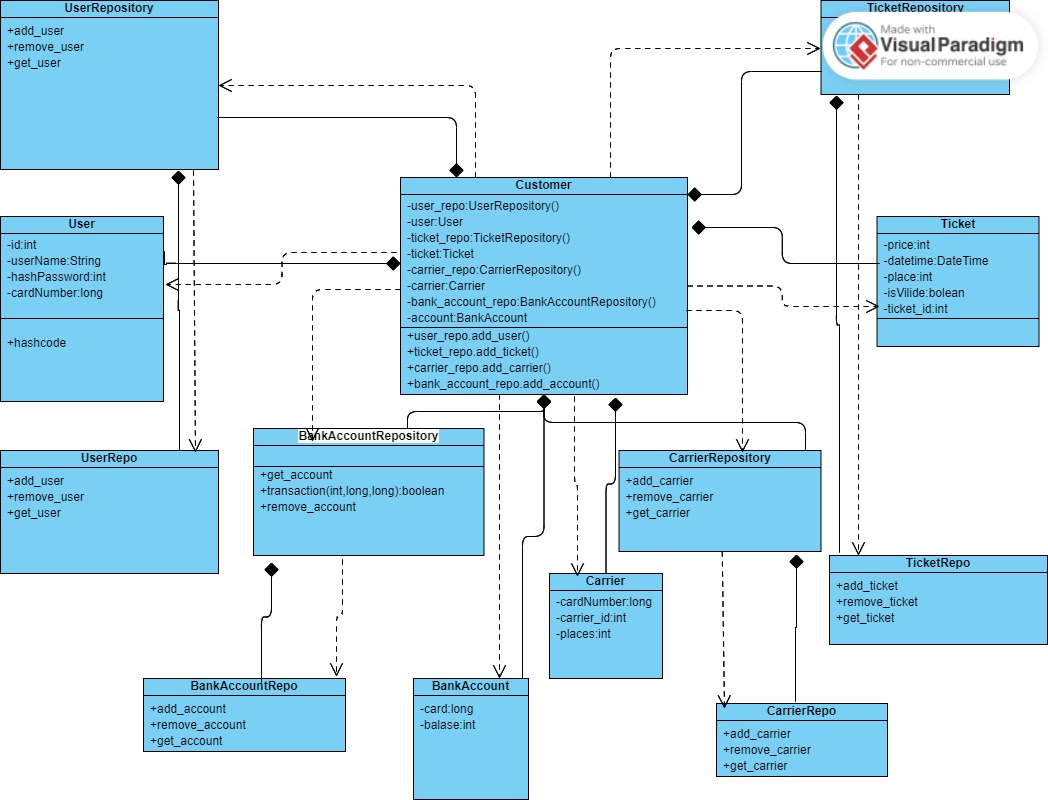 UserRepository
+add_user
+remove_user
+get_user
TicketRepository
Made with
VisualParadigm
For non-commercial use
Customer
-user_repo:UserRepository()
-user:User
-ticket_repo:TicketRepository()
-ticket:Ticket
-carrier_repo:CarrierRepository()
-carrier:Carrier
-bank_account_repo:BankAccountRepository()
-account:BankAccount
+user_repo.add_user()
+ticket_repo.add_ticket()
+carrier_repo.add_carrier()
+bank_account_repo.add_account()
User
-id:int
-userName:String
-hashPassword:int
-cardNumber:long
+hashcode
Ticket
-price:int
-datetime:DateTime
-place:int
-isVilide:bolean
-ticket_id:int
UserRepo
+add_user
+remove_user
+get_user
BankAccountRepository
+get_account
+transaction(int,long,long):boolean
+remove_account
CarrierRepository
+add_carrier
+remove_carrier
+get_carrier
Carrier
-cardNumber:long
-carrier_id:int
-places:int
TicketRepo
+add_ticket
+remove_ticket
+get_ticket
BankAccountRepo
+add_account
+remove_account
+get_account
BankAccount
-card:long
-balase:int
CarrierRepo
+add_carrier
+remove_carrier
+get_carrier